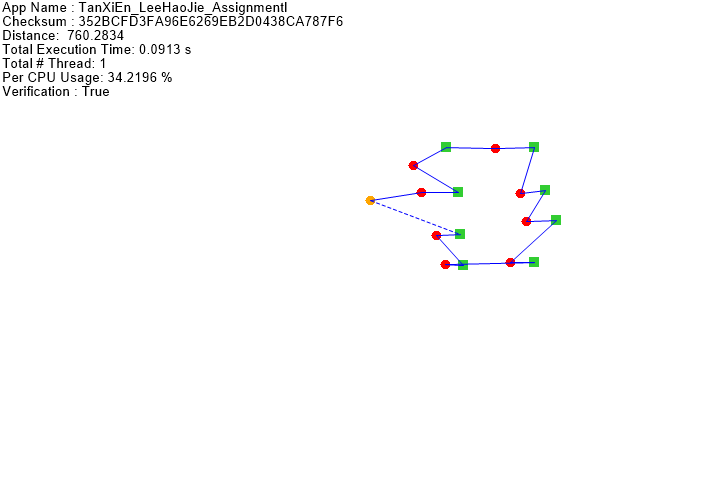 App Name : TanXiEn_LeeHaoJie_AssignmentI
Checksum : 352BCFD3FA96E6269EB2D0438CA787F6
Distance:  760.2834
Total Execution Time: 0.0913 s
Total # Thread: 1
Per CPU Usage: 34.2196 %
Verification : True